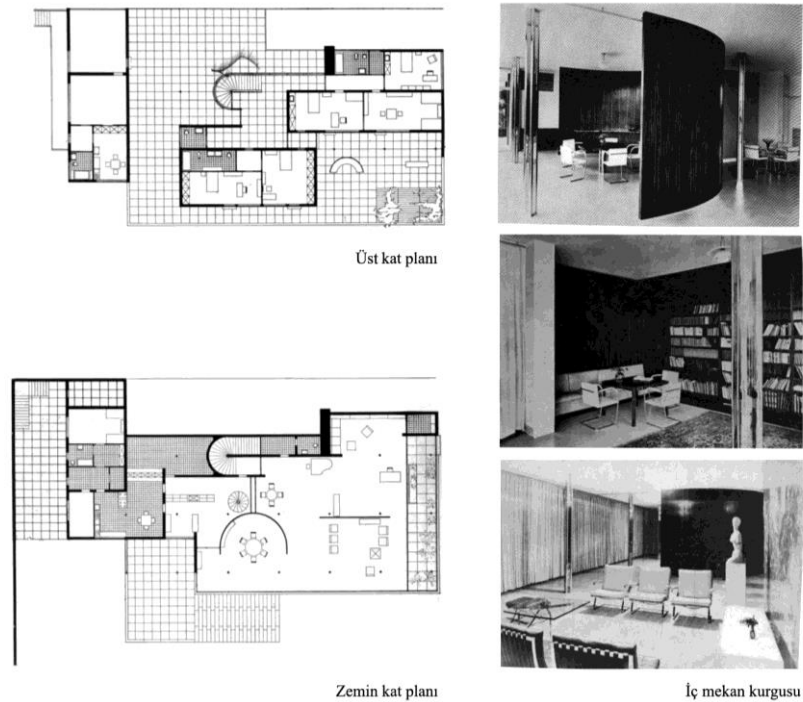 Üst kat planı
Zemin kat planı
İç mekan kurgusu